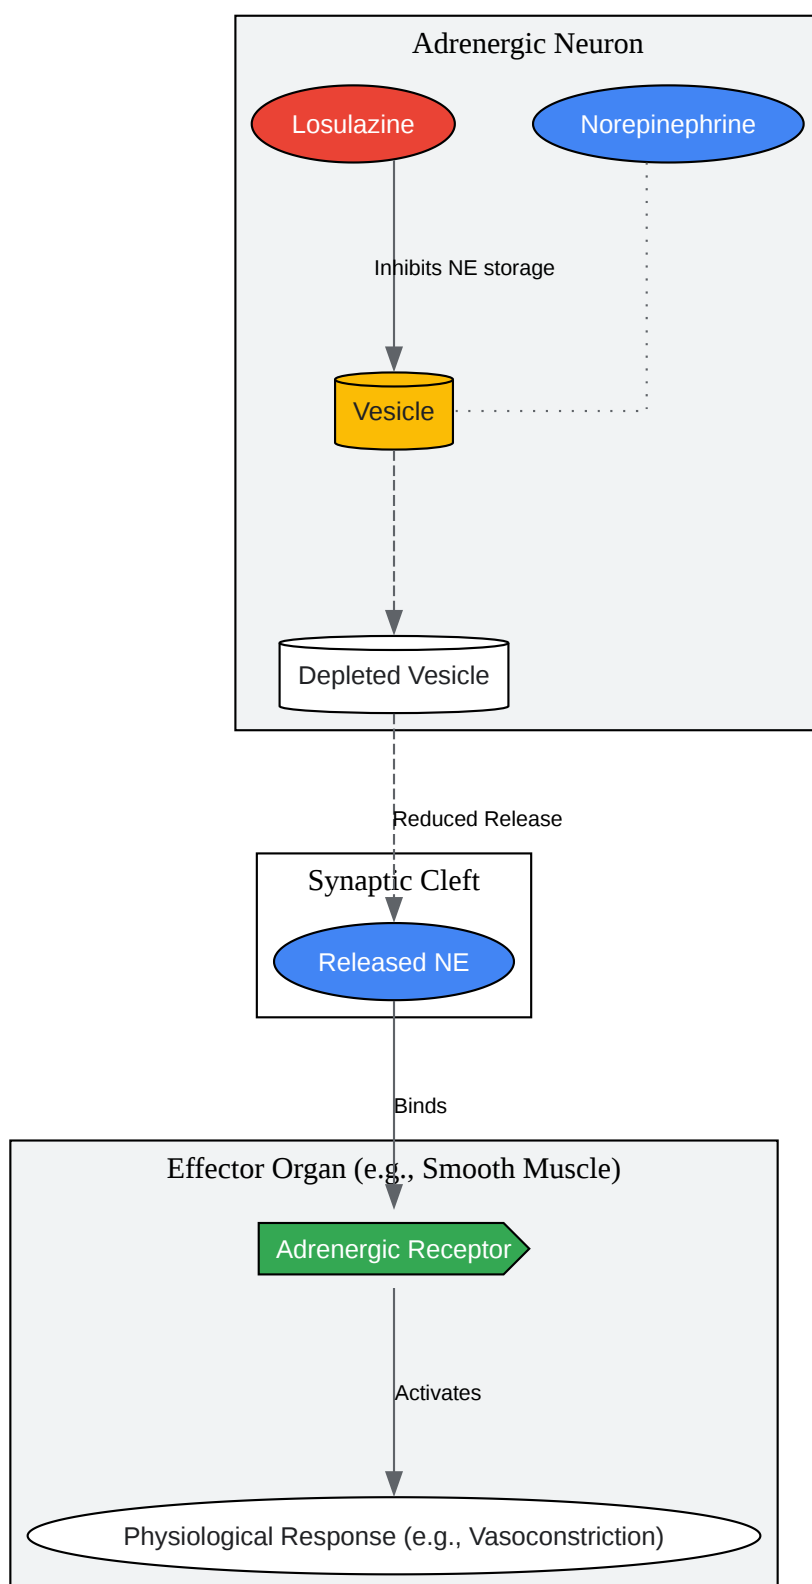 Adrenergic Neuron
Losulazine
Norepinephrine
Inhibits NE storage
Vesicle
Depleted Vesicle
Reduced Release
Synaptic Cleft
Released NE
Binds
Effector Organ (e.g., Smooth Muscle)
Adrenergic Receptor
Activates
Physiological Response (e.g., Vasoconstriction)